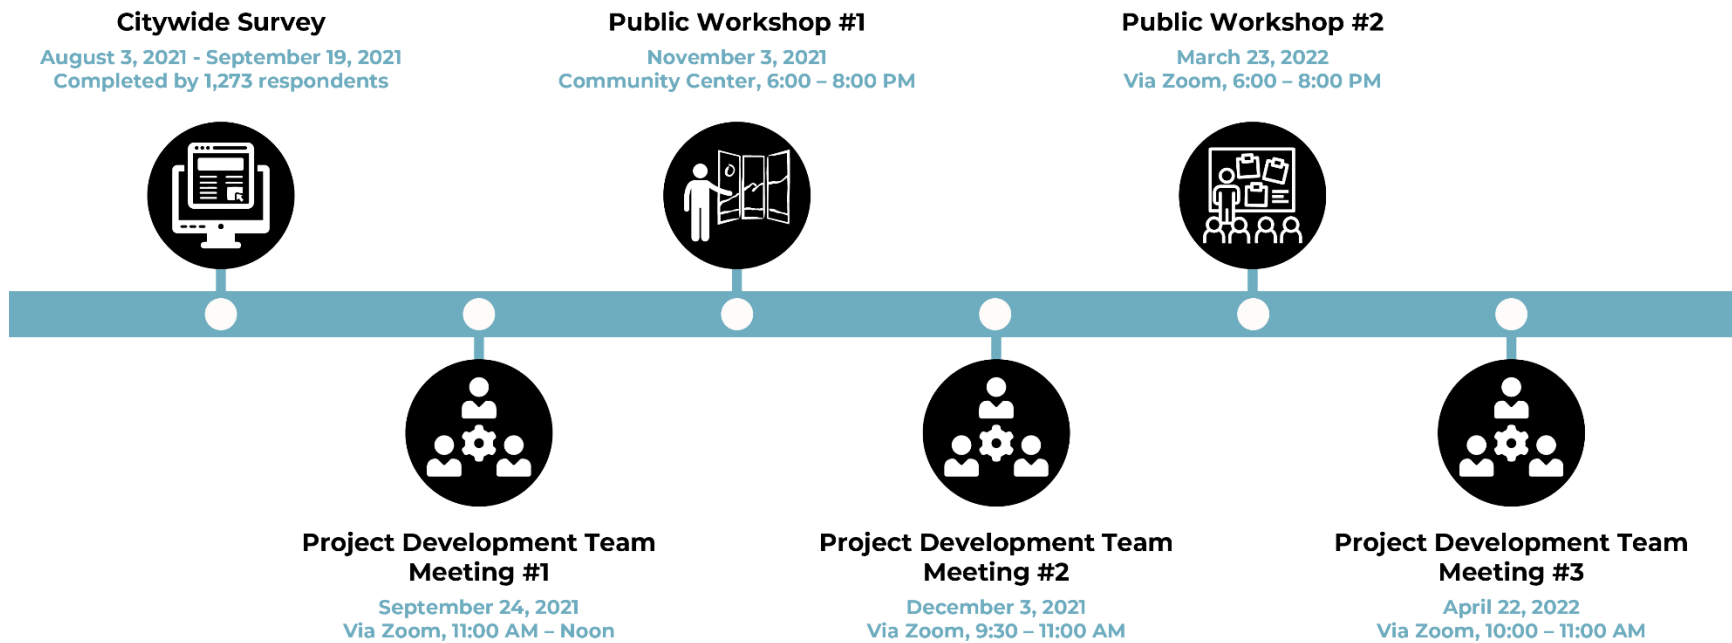 Citywide Survey
August 3, 2021 - September 19, 2021
Completed by 1,273 respondents
Public Workshop #1
November 3, 2021
Community Center, 6:00 – 8:00 PM
Public Workshop #2
March 23, 2022
Via Zoom, 6:00 – 8:00 PM
Project Development Team
Meeting #1
September 24, 2021
Via Zoom, 11:00 AM – Noon
Project Development Team
Meeting #2
December 3, 2021
Via Zoom, 9:30 – 11:00 AM
Project Development Team
Meeting #3
April 22, 2022
Via Zoom, 10:00 – 11:00 AM